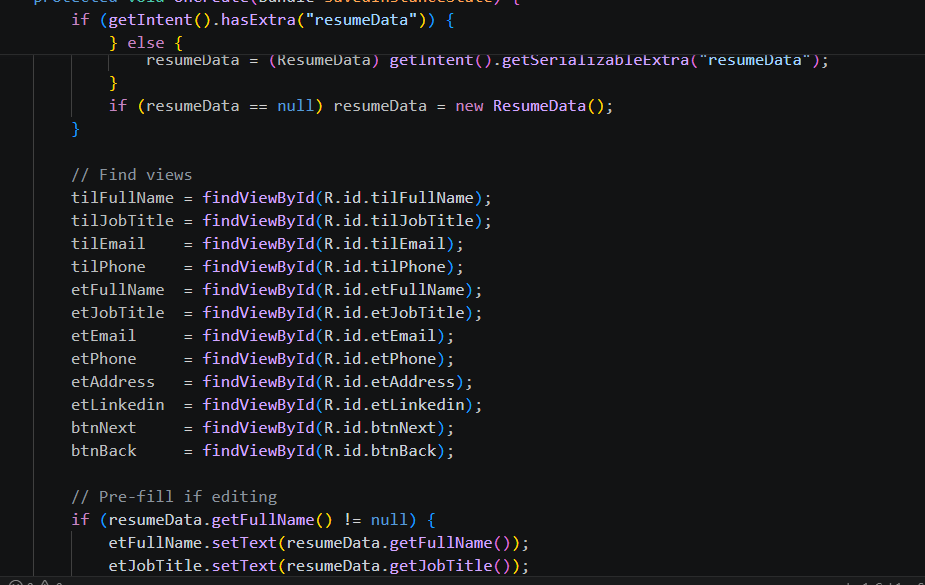 protected void onCreate(Bundle savedInstanceState) {
if (getIntent().hasExtra("resumeData")) {
} else {
resumeData = (ResumeData) getIntent().getSerializableExtra("resumeData");
}
if (resumeData == null) resumeData = new ResumeData();
}
// Find views
tilFullName = findViewById(R.id.tilFullName);
tilJobTitle = findViewById(R.id.tilJobTitle);
tilEmail    = findViewById(R.id.tilEmail);
tilPhone    = findViewById(R.id.tilPhone);
etFullName  = findViewById(R.id.etFullName);
etJobTitle  = findViewById(R.id.etJobTitle);
etEmail     = findViewById(R.id.etEmail);
etPhone     = findViewById(R.id.etPhone);
etAddress   = findViewById(R.id.etAddress);
etLinkedin  = findViewById(R.id.etLinkedin);
btnNext     = findViewById(R.id.btnNext);
btnBack     = findViewById(R.id.btnBack);
// Pre-fill if editing
if (resumeData.getFullName() != null) {
etFullName.setText(resumeData.getFullName());
etJobTitle.setText(resumeData.getJobTitle());